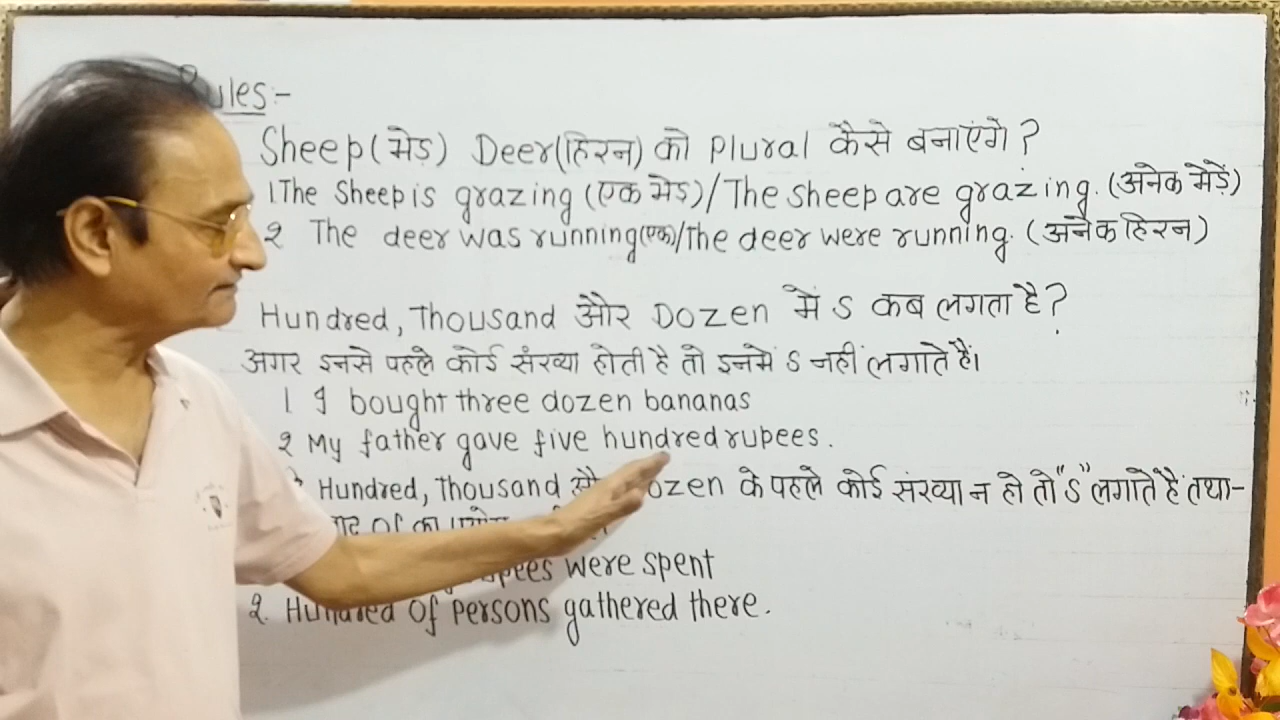 Rules:-
Sheep (भेड़) Deer (हिरन) को Plural कैसे बनाएंगे ?
1. The Sheep is grazing (एक भेड़) / The sheep are grazing. (अनेक भेड़ें)
2 The deer was running (एक) / The deer were running. (अनेक हिरन)
Hundred, Thousand और Dozen में S कब लगता है ?
अगर इनसे पहले कोई संख्या होती है तो इनमें S नहीं लगाते हैं।
1 I bought three dozen bananas
2 My father gave five hundred rupees .
Hundred, Thousand ozen के पहले कोई संख्या न हो तो "S" लगाते हैं तथा-
of का
rupees were spent
2. Hundred of persons gathered there .